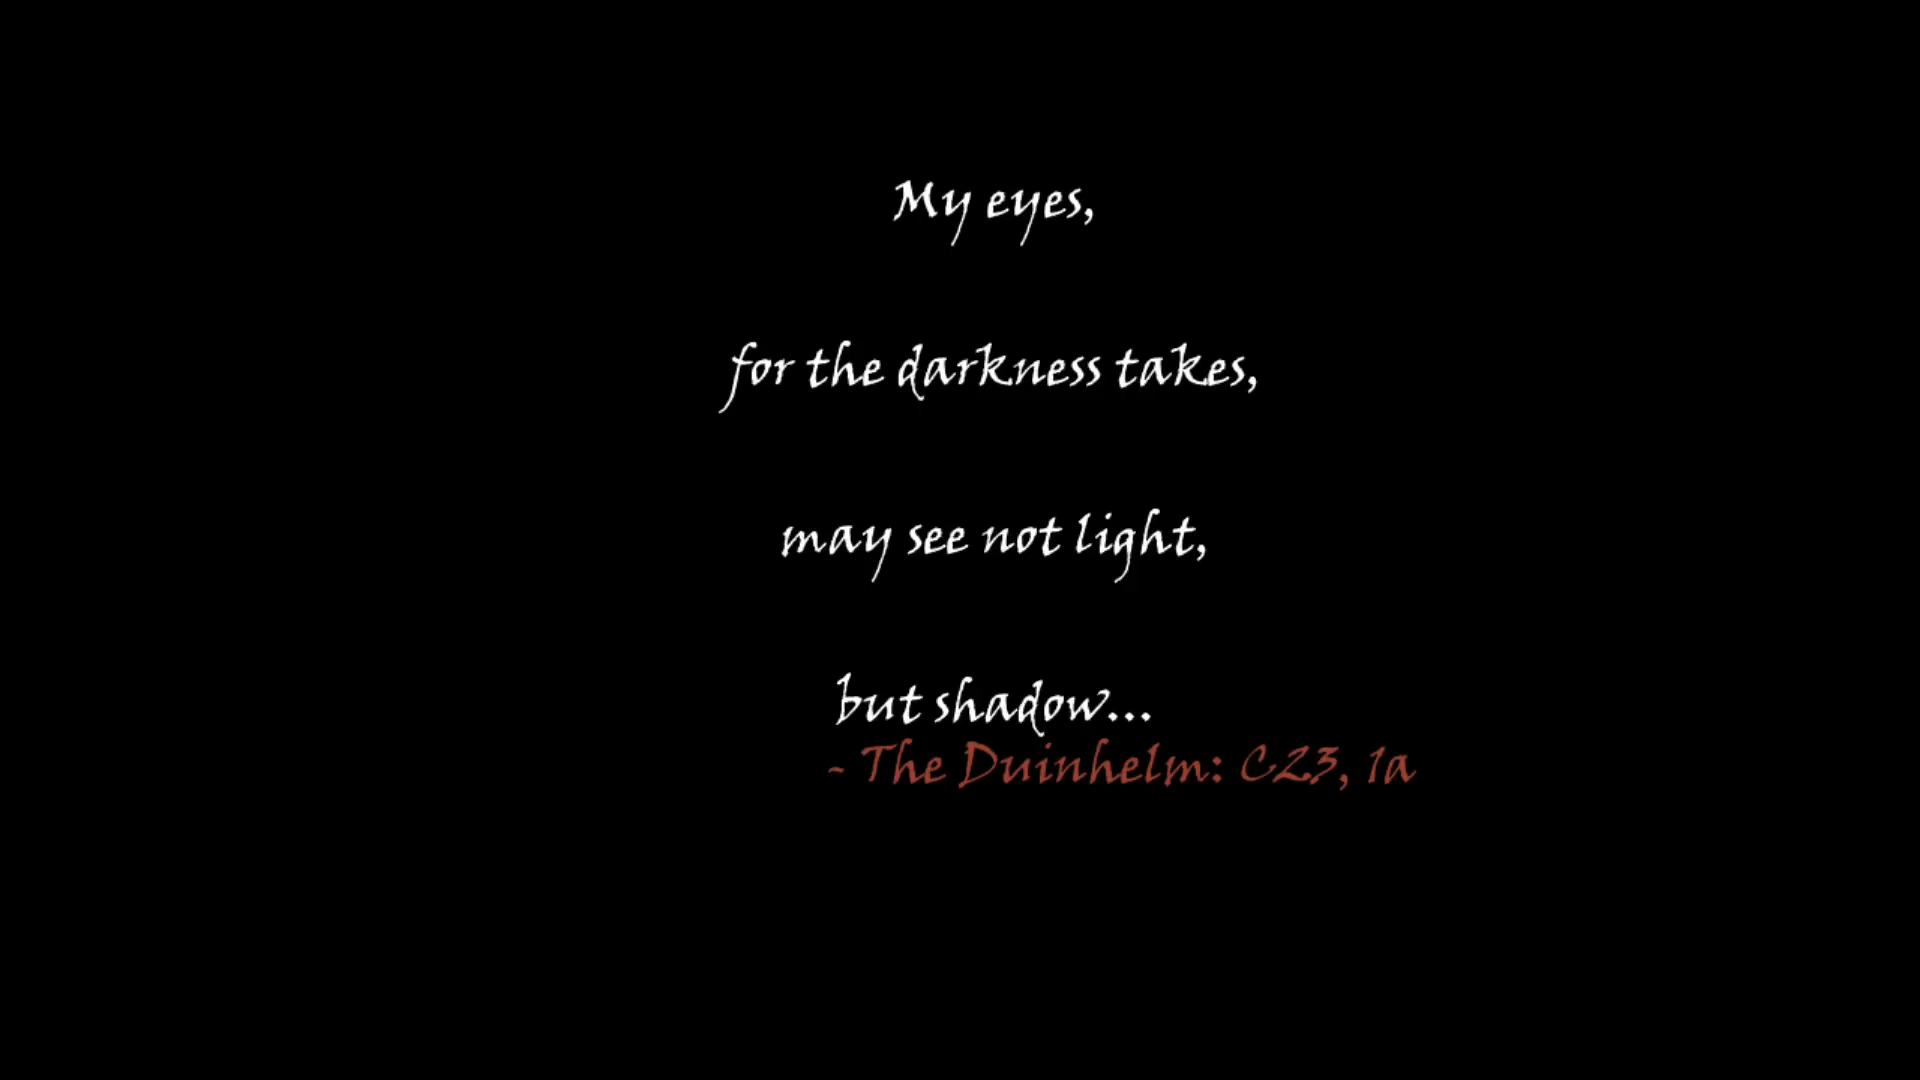 My eyes,
for the darkness takes,
may see not light,
but shadow...
- The Duinhelm: C23, 1a